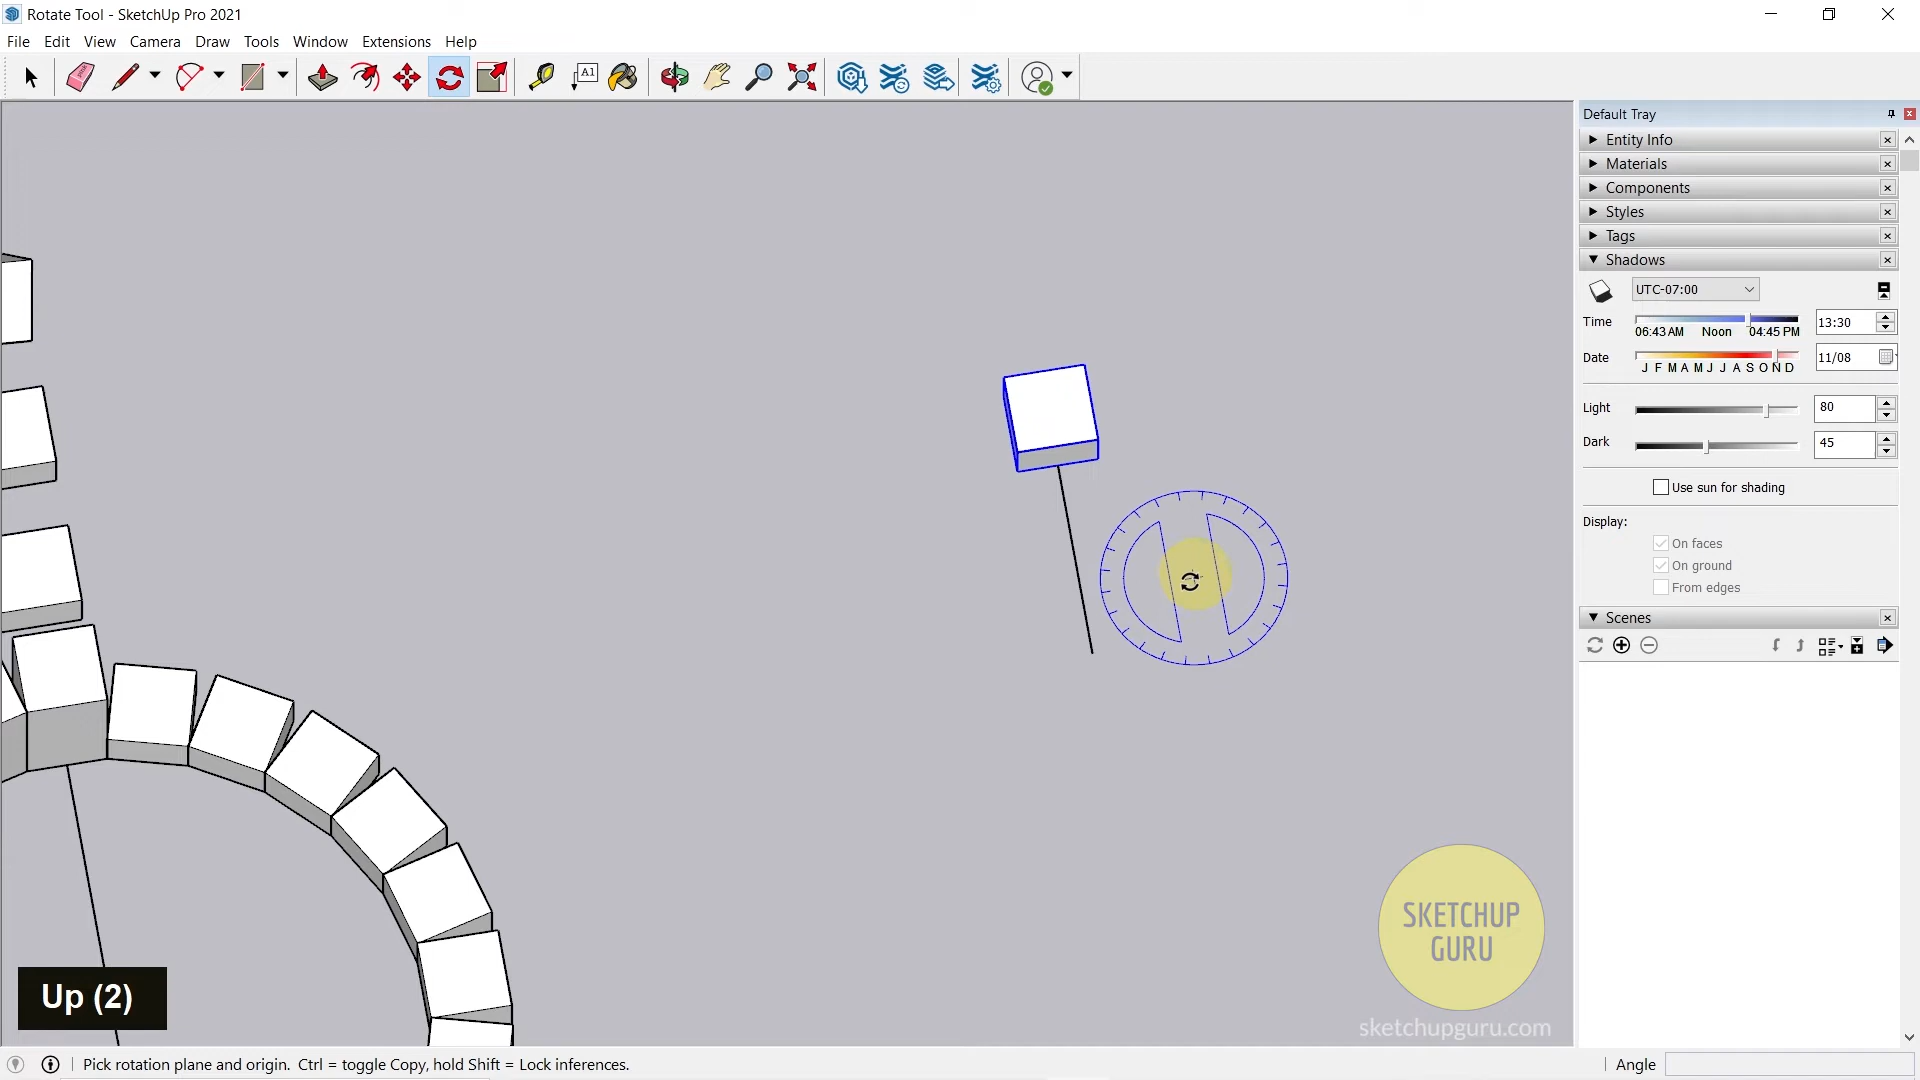 Rotate Tool - SketchUp Pro 2021
File Edit View Camera Draw Tools Window Extensions Help
A1
Default Tray
Entity Info
Materials
Components
Styles
Tags
Shadows
UTC-07:00
Time
06:43 AM Noon 04:45 PM
13:30
Date
J F M A M J J A S O N D
11/08
Light
80
Dark
45
Use sun for shading
Display:
On faces
On ground
From edges
Scenes
SKETCHUP
GURU
sketchupguru.com
Up (2)
Pick rotation plane and origin. Ctrl = toggle Copy, hold Shift = Lock inferences.
Angle